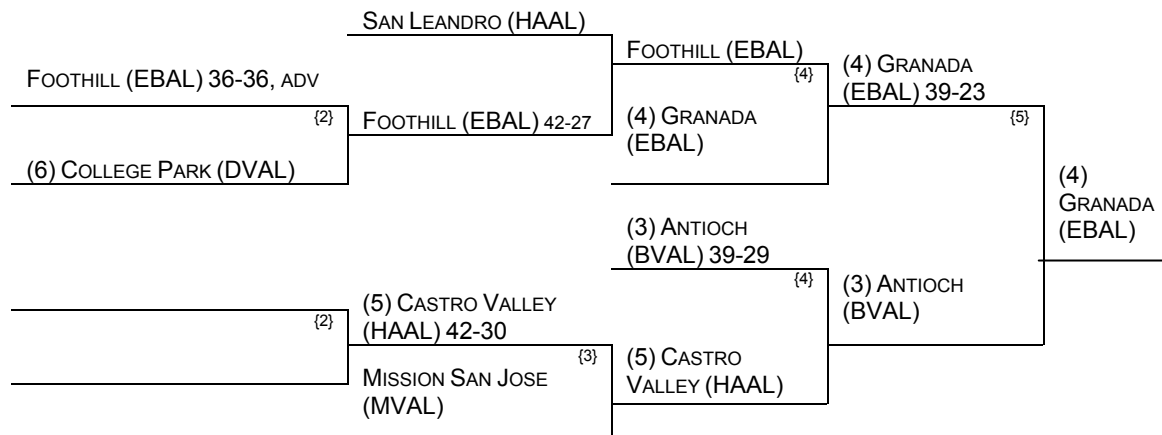 SAN LEANDRO (HAAL)
FOOTHILL (EBAL)
FOOTHILL (EBAL) 36-36, ADV
{4}
(4) GRANADA
(EBAL) 39-23
{2}
FOOTHILL (EBAL) 42-27
(4) GRANADA
(EBAL)
{5}
(6) COLLEGE PARK (DVAL)
(4)
GRANADA
(EBAL)
(3) ANTIOCH
(BVAL) 39-29
{4}
(3) ANTIOCH
(BVAL)
{2}
(5) CASTRO VALLEY
(HAAL) 42-30
{3}
(5) CASTRO
VALLEY (HAAL)
MISSION SAN JOSE
(MVAL)